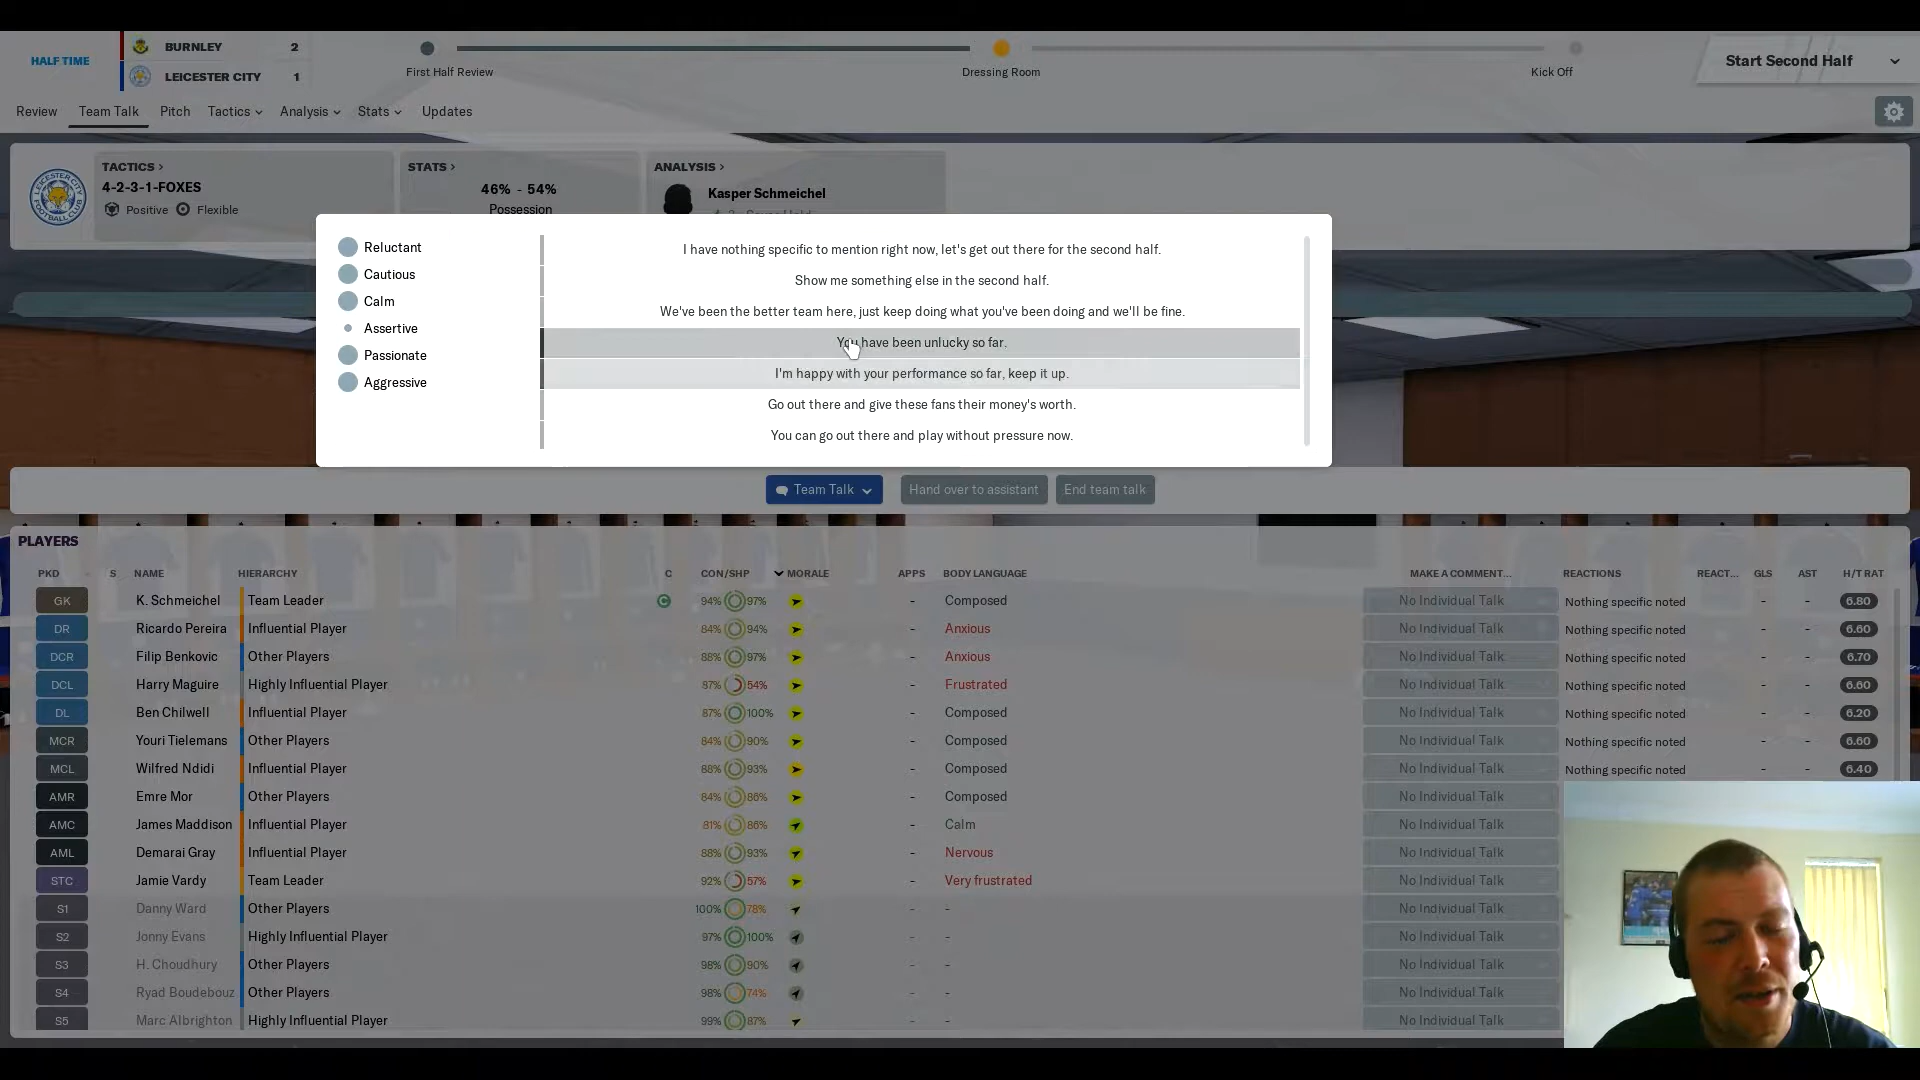 HALF TIME
BURNLEY 2
LEICESTER CITY 1
First Half Review
Dressing Room
Kick Off
Start Second Half
Review Team Talk Pitch Tactics Analysis Stats Updates
TACTICS >
4-2-3-1-FOXES
Positive Flexible
STATS >
46% - 54%
Possession
ANALYSIS >
Kasper Schmeichel
Reluctant
Cautious
Calm
Assertive
Passionate
Aggressive
I have nothing specific to mention right now, let's get out there for the second half.
Show me something else in the second half.
We've been the better team here, just keep doing what you've been doing and we'll be fine.
You have been unlucky so far.
I'm happy with your performance so far, keep it up.
Go out there and give these fans their money's worth.
You can go out there and play without pressure now.
Team Talk Hand over to assistant End team talk
PLAYERS
PKD S NAME HIERARCHY C CON/SHP MORALE APPS BODY LANGUAGE MAKE A COMMENT... REACTIONS REACT... GLS AST H/T RAT
GK K. Schmeichel Team Leader C 94% 97% - Composed No Individual Talk Nothing specific noted - - 6.80
DR Ricardo Pereira Influential Player 84% 94% - Anxious No Individual Talk Nothing specific noted - - 6.60
DCR Filip Benkovic Other Players 88% 97% - Anxious No Individual Talk Nothing specific noted - - 6.70
DCL Harry Maguire Highly Influential Player 87% 54% - Frustrated No Individual Talk Nothing specific noted - - 6.60
DL Ben Chilwell Influential Player 87% 100% - Composed No Individual Talk Nothing specific noted - - 6.20
MCR Youri Tielemans Other Players 84% 90% - Composed No Individual Talk Nothing specific noted - - 6.60
MCL Wilfred Ndidi Influential Player 88% 93% - Composed No Individual Talk Nothing specific noted - - 6.40
AMR Emre Mor Other Players 84% 86% - Composed No Individual Talk
AMC James Maddison Influential Player 81% 86% - Calm No Individual Talk
AML Demarai Gray Influential Player 88% 93% - Nervous No Individual Talk
STC Jamie Vardy Team Leader 92% 57% - Very frustrated No Individual Talk
S1 Danny Ward Other Players 100% 78% - - No Individual Talk
S2 Jonny Evans Highly Influential Player 97% 100% - - No Individual Talk
S3 H. Choudhury Other Players 98% 90% - - No Individual Talk
S4 Ryad Boudebouz Other Players 98% 74% - - No Individual Talk
S5 Marc Albrighton Highly Influential Player 99% 87% - - No Individual Talk